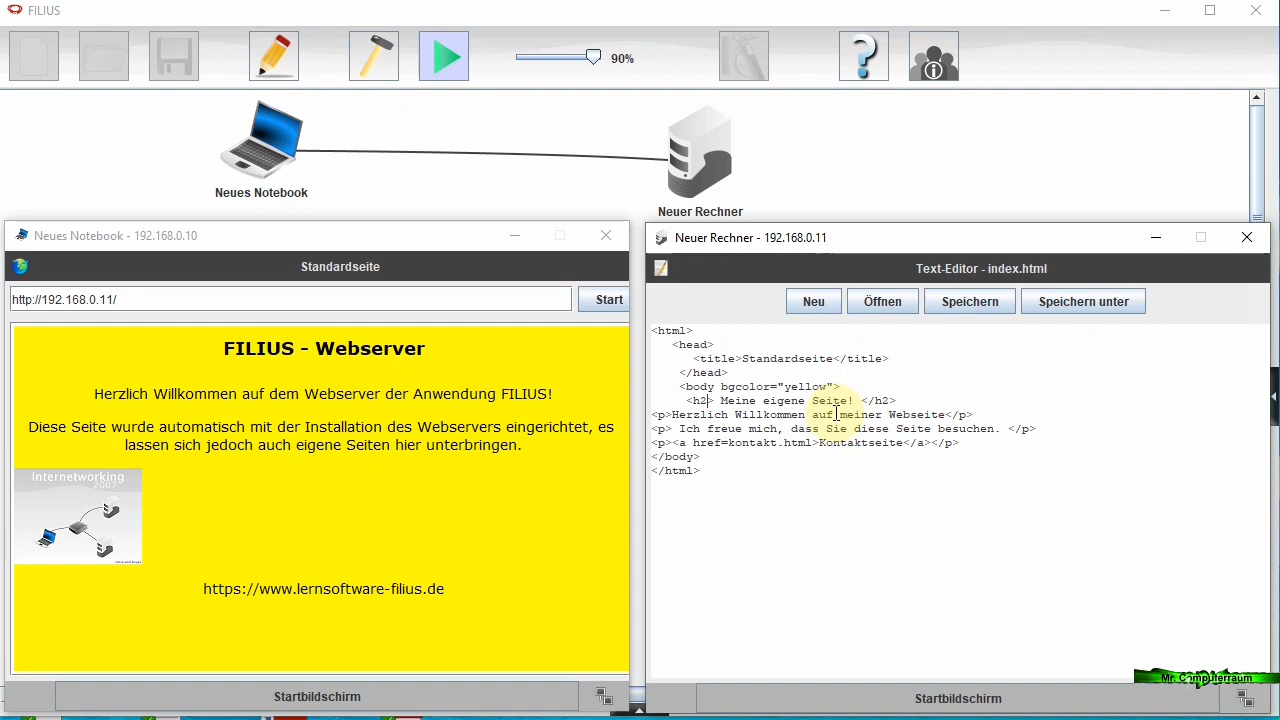 FILIUS
90%
Neues Notebook
Neuer Rechner
Neues Notebook - 192.168.0.10
Standardseite
http://192.168.0.11/
Start
FILIUS - Webserver
Herzlich Willkommen auf dem Webserver der Anwendung FILIUS!
Diese Seite wurde automatisch mit der Installation des Webservers eingerichtet, es
lassen sich jedoch auch eigene Seiten hier unterbringen.
Internetworking
2007
https://www.lernsoftware-filius.de
Startbildschirm
Neuer Rechner - 192.168.0.11
Text-Editor - index.html
Neu
Öffnen
Speichern
Speichern unter
<html>
<head>
<title>Standardseite</title>
</head>
<body bgcolor="yellow">
<h2> Meine eigene Seite! </h2>
<p>Herzlich Willkommen auf meiner Webseite</p>
<p> Ich freue mich, dass Sie diese Seite besuchen. </p>
<p><a href=kontakt.html>Kontaktseite</a></p>
</body>
</html>
Mr. Computerraum
Startbildschirm